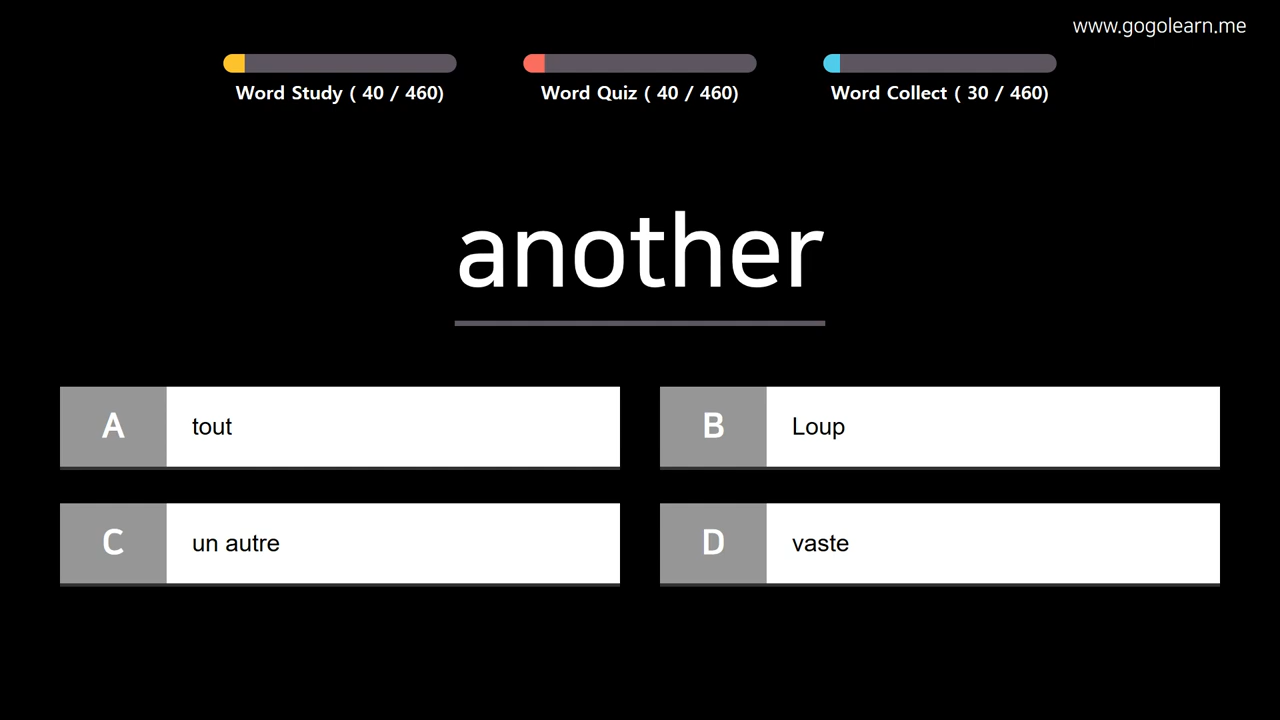 www.gogolearn.me
Word Study ( 40 / 460)
Word Quiz ( 40 / 460)
Word Collect ( 30 / 460)
another
A tout
B Loup
C un autre
D vaste